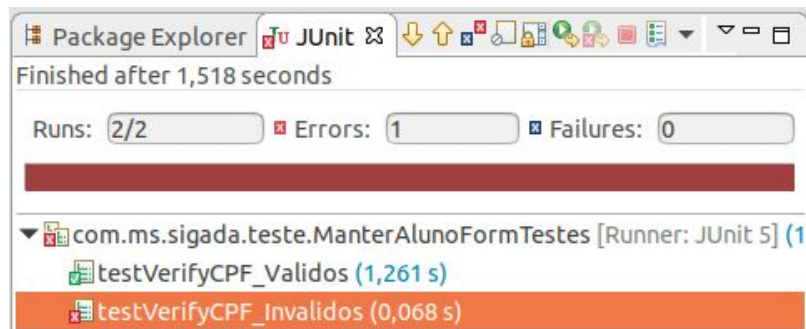 Package Explorer JUnit
Finished after 1,518 seconds
Runs: 2/2 Errors: 1 Failures: 0
com.ms.sigada.teste.ManterAlunoFormTestes [Runner: JUnit 5] (1
testVerifyCPF_Validos (1,261 s)
testVerifyCPF_Invalidos (0,068 s)